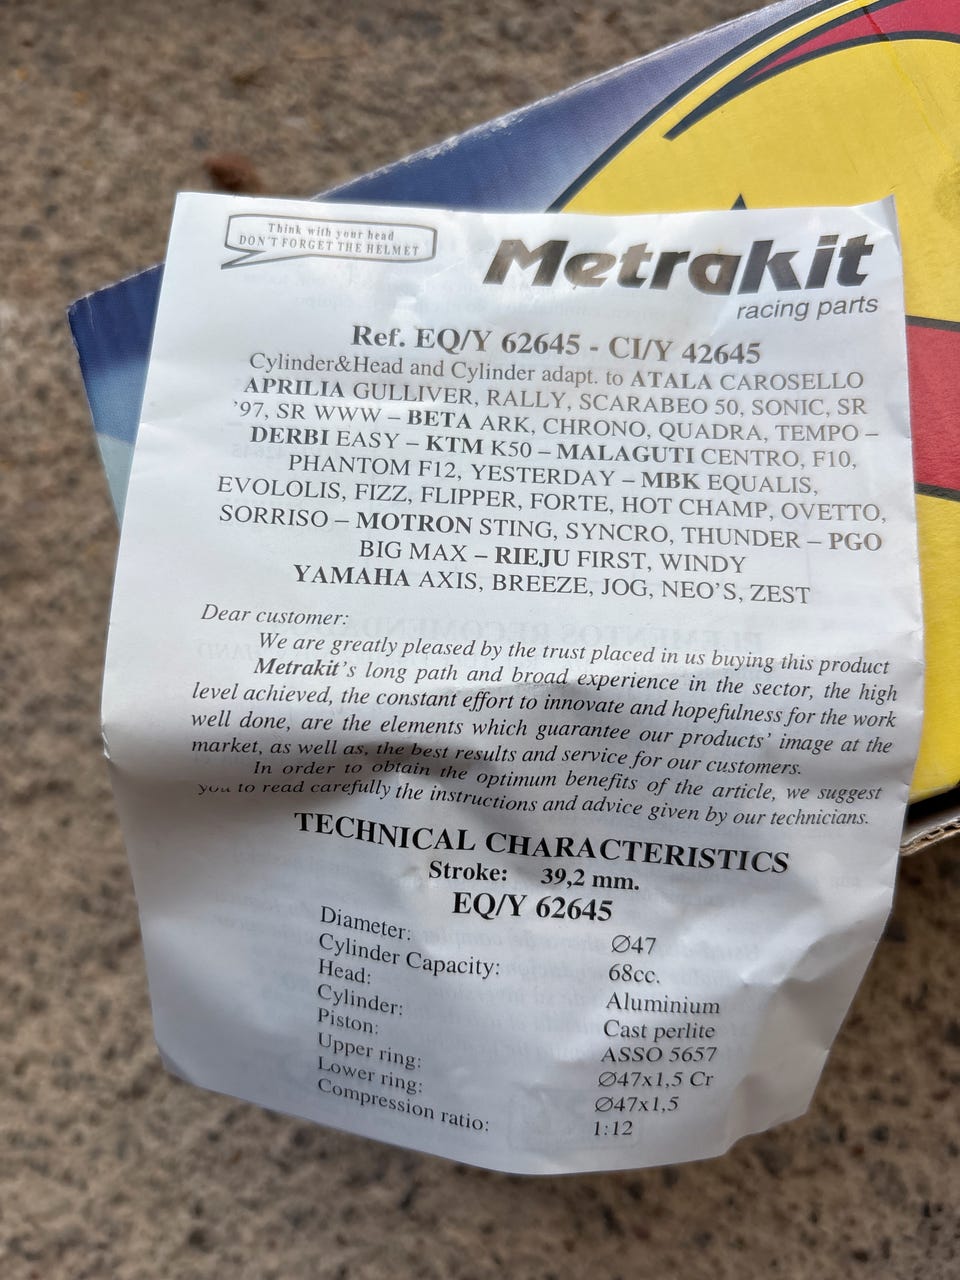 Think with your head
DON'T FORGET THE HELMET
Metrakit
racing parts
Ref. EQ/Y 62645 - CI/Y 42645
Cylinder&Head and Cylinder adapt. to ATALA CAROSELLO
APRILIA GULLIVER, RALLY, SCARABEO 50, SONIC, SR
'97, SR WWW – BETA ARK, CHRONO, QUADRA, TEMPO –
DERBI EASY – KTM K50 – MALAGUTI CENTRO, F10,
PHANTOM F12, YESTERDAY – MBK EQUALIS,
EVOLOLIS, FIZZ, FLIPPER, FORTE, HOT CHAMP, OVETTO,
SORRISO – MOTRON STING, SYNCRO, THUNDER – PGO
BIG MAX – RIEJU FIRST, WINDY
YAMAHA AXIS, BREEZE, JOG, NEO'S, ZEST
Dear customer:
We are greatly pleased by the trust placed in us buying this product
Metrakit's long path and broad experience in the sector, the high
level achieved, the constant effort to innovate and hopefulness for the work
well done, are the elements which guarantee our products' image at the
market, as well as, the best results and service for our customers.
In order to obtain the optimum benefits of the article, we suggest
you to read carefully the instructions and advice given by our technicians.
TECHNICAL CHARACTERISTICS
Stroke: 39,2 mm.
EQ/Y 62645
Diameter: Ø47
Cylinder Capacity: 68cc.
Head: Aluminium
Cylinder: Cast perlite
Piston: ASSO 5657
Upper ring: Ø47x1,5 Cr
Lower ring: Ø47x1,5
Compression ratio: 1:12